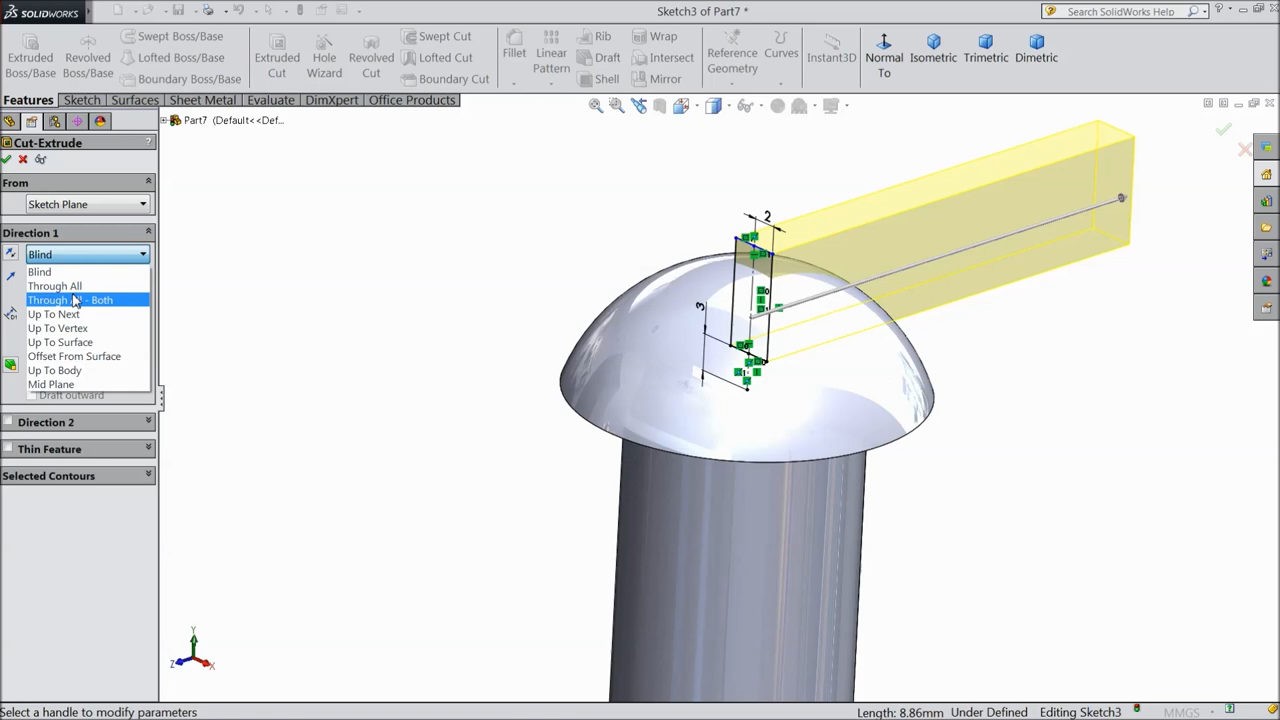 SOLIDWORKS
Sketch3 of Part7 *
Search SolidWorks Help
Extruded Boss/Base
Revolved Boss/Base
Swept Boss/Base
Lofted Boss/Base
Boundary Boss/Base
Extruded Cut
Hole Wizard
Revolved Cut
Swept Cut
Lofted Cut
Boundary Cut
Fillet
Linear Pattern
Rib
Draft
Shell
Wrap
Intersect
Mirror
Reference Geometry
Curves
Instant3D
Normal To
Isometric
Trimetric
Dimetric
Features Sketch Surfaces Sheet Metal Evaluate DimXpert Office Products
Part7 (Default<<Def...
Cut-Extrude ?
From
Sketch Plane
Direction 1
Blind
Blind
Through All
Through - Both
Up To Next
Up To Vertex
Up To Surface
Offset From Surface
Up To Body
Mid Plane
Draft outward
Direction 2
Thin Feature
Selected Contours
2
3
Y
Z
X
Select a handle to modify parameters
Length: 8.86mm Under Defined Editing Sketch3 MMGS